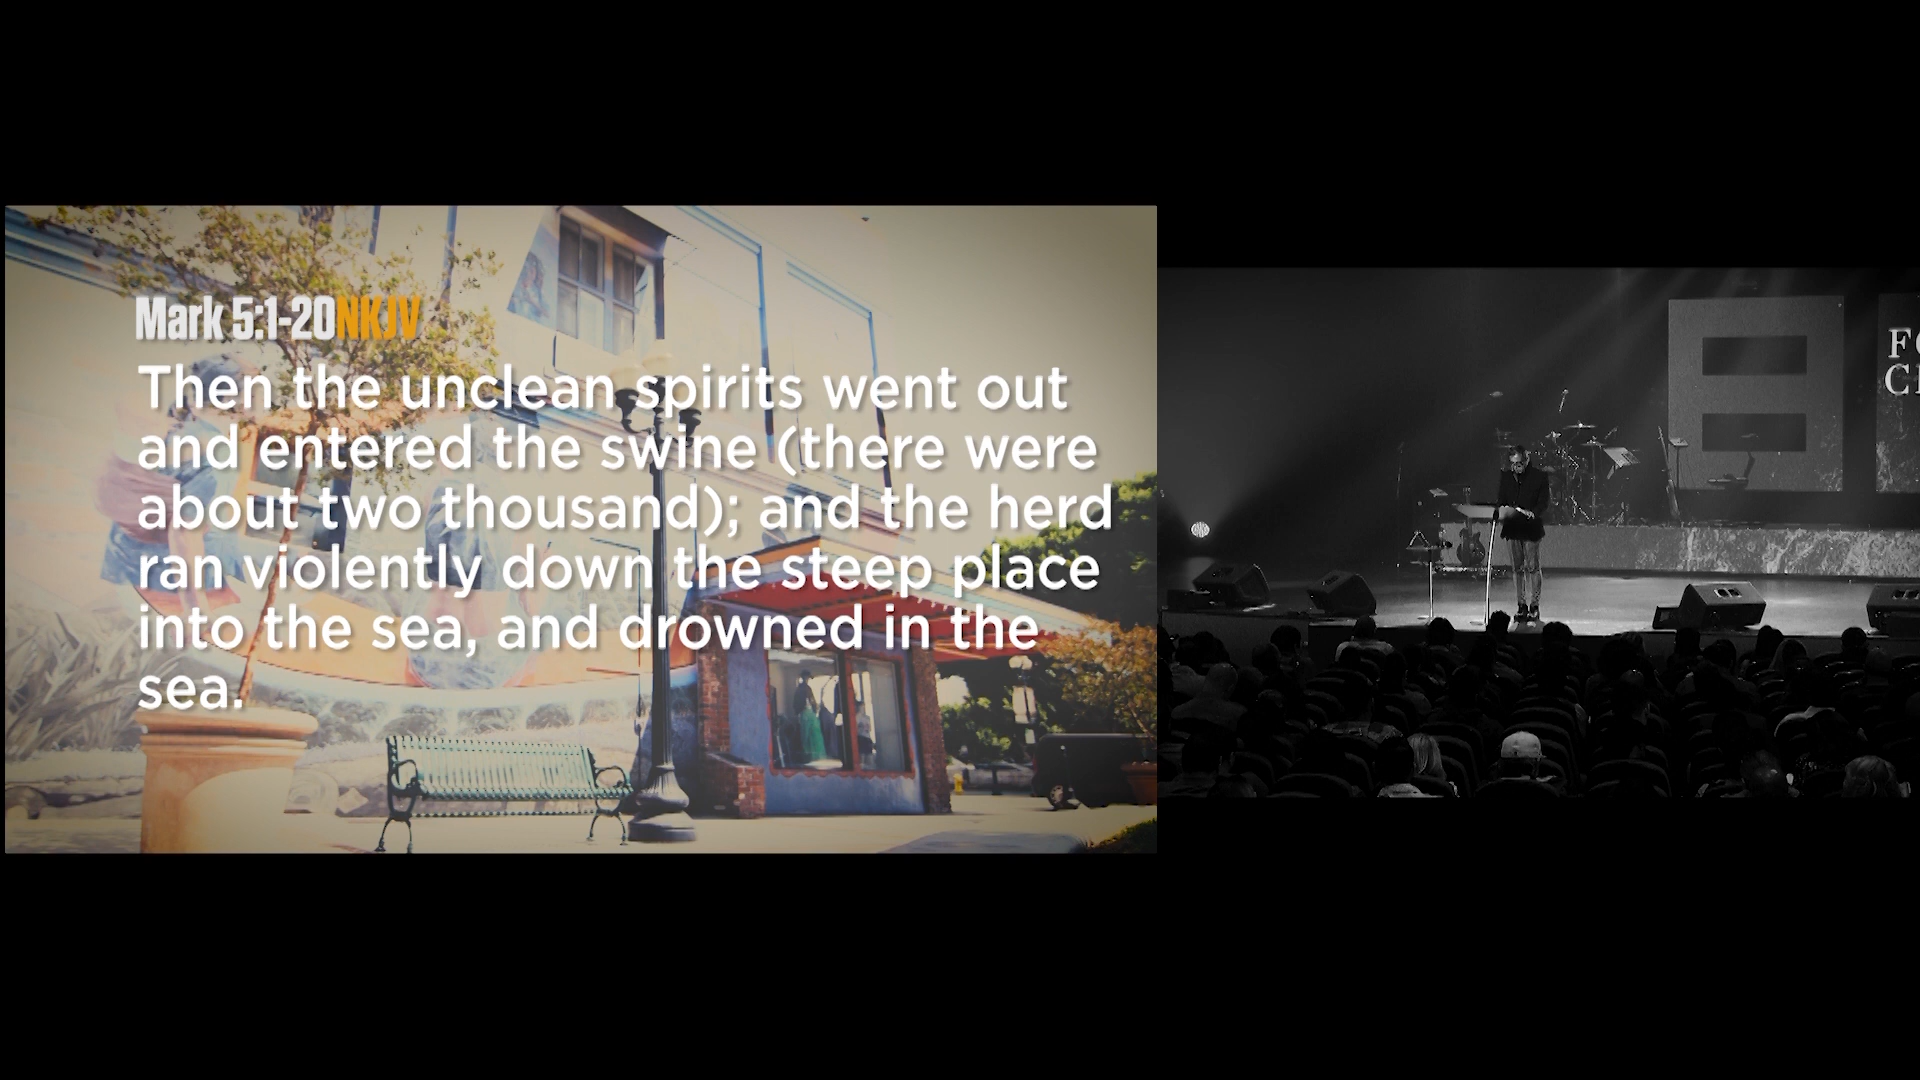 Mark 5:1-20NKJV
Then the unclean spirits went out
and entered the swine (there were
about two thousand); and the herd
ran violently down the steep place
into the sea, and drowned in the
sea.